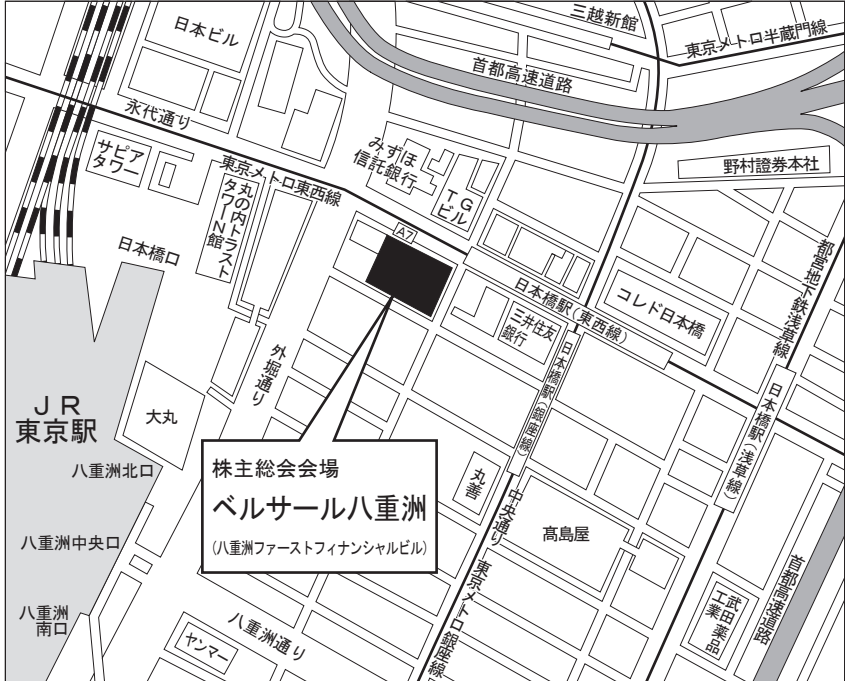 三越新館
日本ビル
東京メトロ半蔵門線
首都高速道路
永代通り
サピア
タワー
東京メトロ東西線
みずほ
信託銀行
TG
ビル
野村證券本社
丸の内トラスト
タワーN館
A7
日本橋口
日本橋駅(東西線)
コレド日本橋
都営地下鉄浅草線
三井住友
銀行
外堀通り
日本橋駅(銀座線)
日本橋駅(浅草線)
JR
東京駅
大丸
八重洲北口
株主総会会場
ベルサール八重洲
(八重洲ファーストフィナンシャルビル)
丸善
中央通り
髙島屋
八重洲中央口
首都高速道路
東京メトロ銀座線
武田薬品
工業
八重洲
南口
八重洲通り
ヤンマー